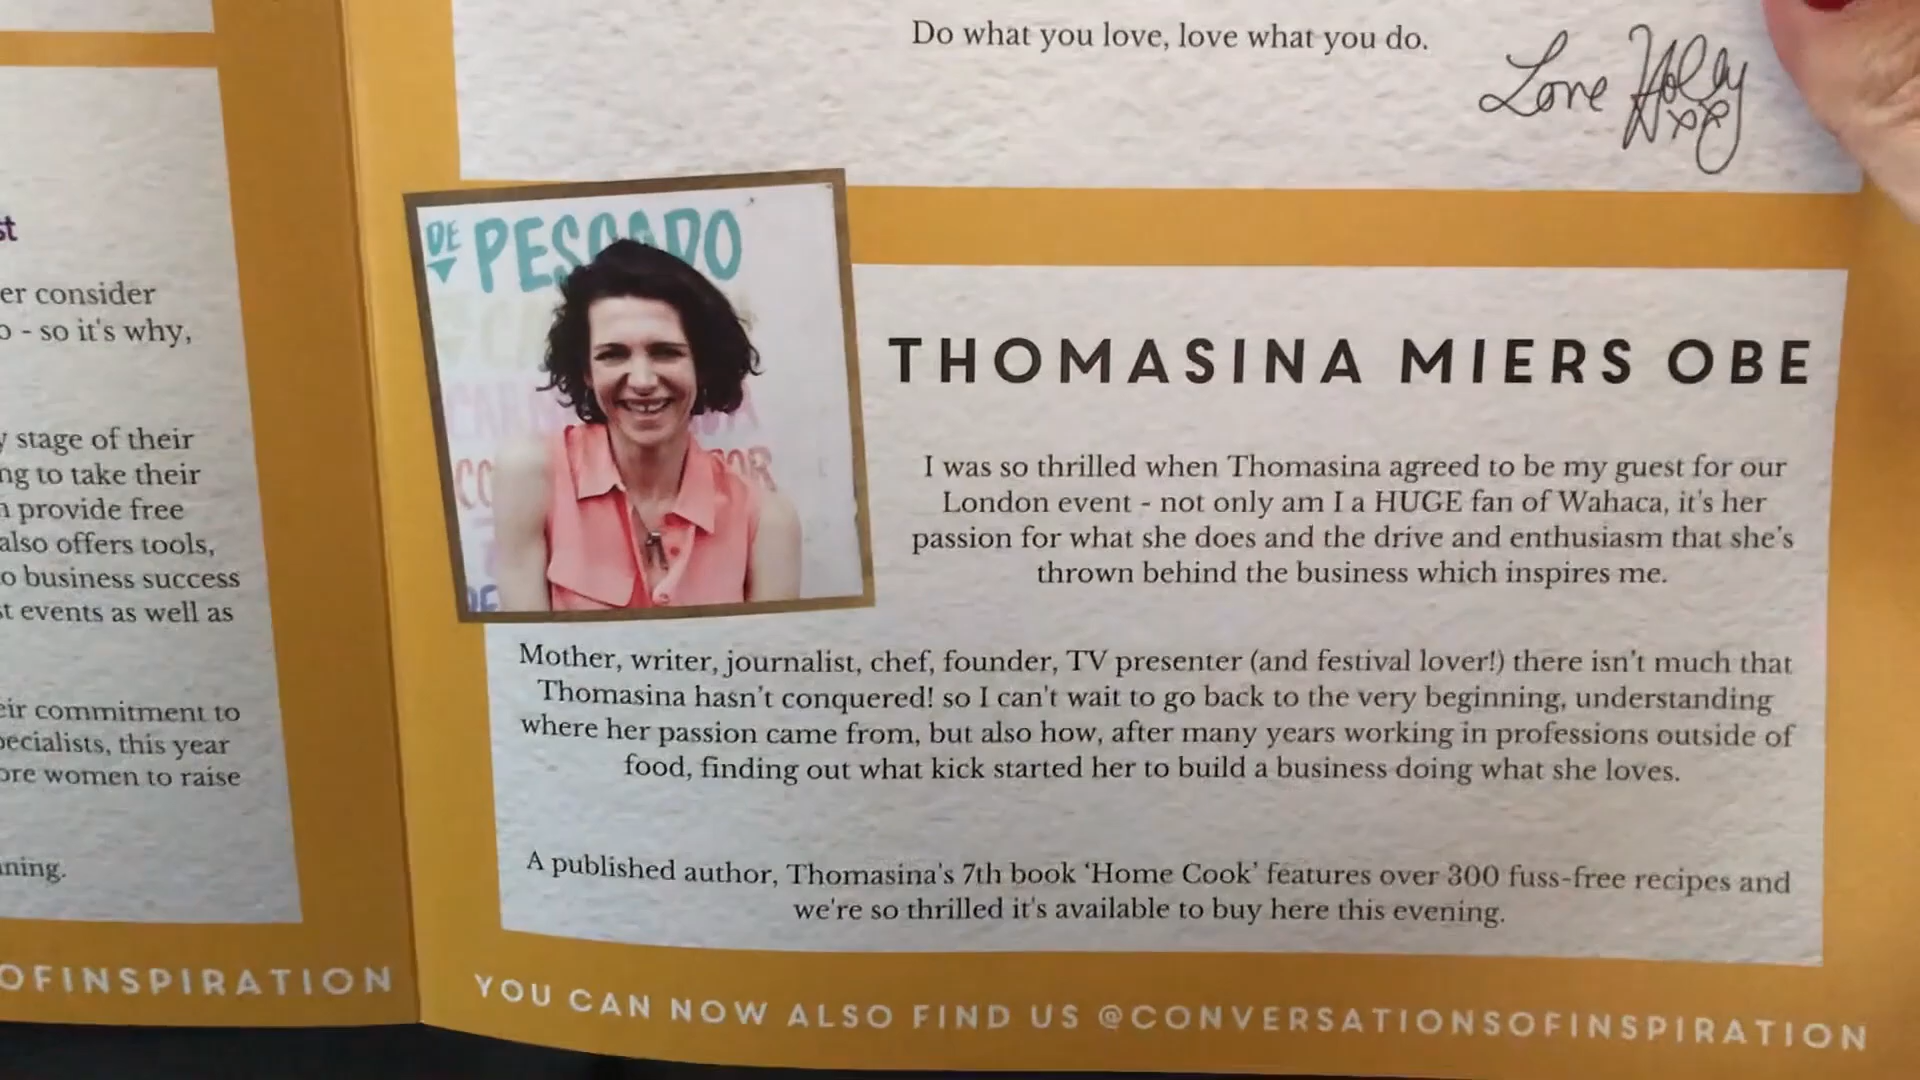 st
er consider
o - so it's why,
y stage of their
ng to take their
n provide free
also offers tools,
o business success
st events as well as
eir commitment to
pecialists, this year
ore women to raise
ning.
OFINSPIRATION
Do what you love, love what you do.
Love Holly
xx
DE PESCADO
THOMASINA MIERS OBE
I was so thrilled when Thomasina agreed to be my guest for our
London event - not only am I a HUGE fan of Wahaca, it's her
passion for what she does and the drive and enthusiasm that she's
thrown behind the business which inspires me.
Mother, writer, journalist, chef, founder, TV presenter (and festival lover!) there isn't much that
Thomasina hasn't conquered! so I can't wait to go back to the very beginning, understanding
where her passion came from, but also how, after many years working in professions outside of
food, finding out what kick started her to build a business doing what she loves.
A published author, Thomasina's 7th book ‘Home Cook’ features over 300 fuss-free recipes and
we're so thrilled it's available to buy here this evening.
YOU CAN NOW ALSO FIND US @CONVERSATIONSOFINSPIRATION